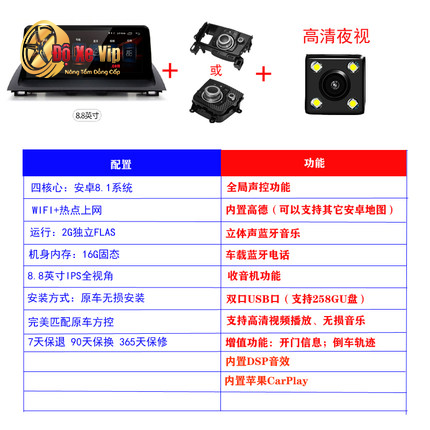 Đồ Xe Vip
.com
Nâng Tầm Đẳng Cấp
8.8英寸
或
高清夜视
配置
功能
四核心：安卓8.1系统
全局声控功能
WIFI+热点上网
内置高德（可以支持其它安卓地图）
运行：2G独立FLAS
立体声蓝牙音乐
机身内存：16G固态
车载蓝牙电话
8.8英寸IPS全视角
收音机功能
安装方式：原车无损安装
双口USB口（支持258GU盘）
完美匹配原车方控
支持高清视频播放、无损音乐
7天保退 90天保换 365天保修
增值功能：开门信息；倒车轨迹
内置DSP音效
内置苹果CarPlay